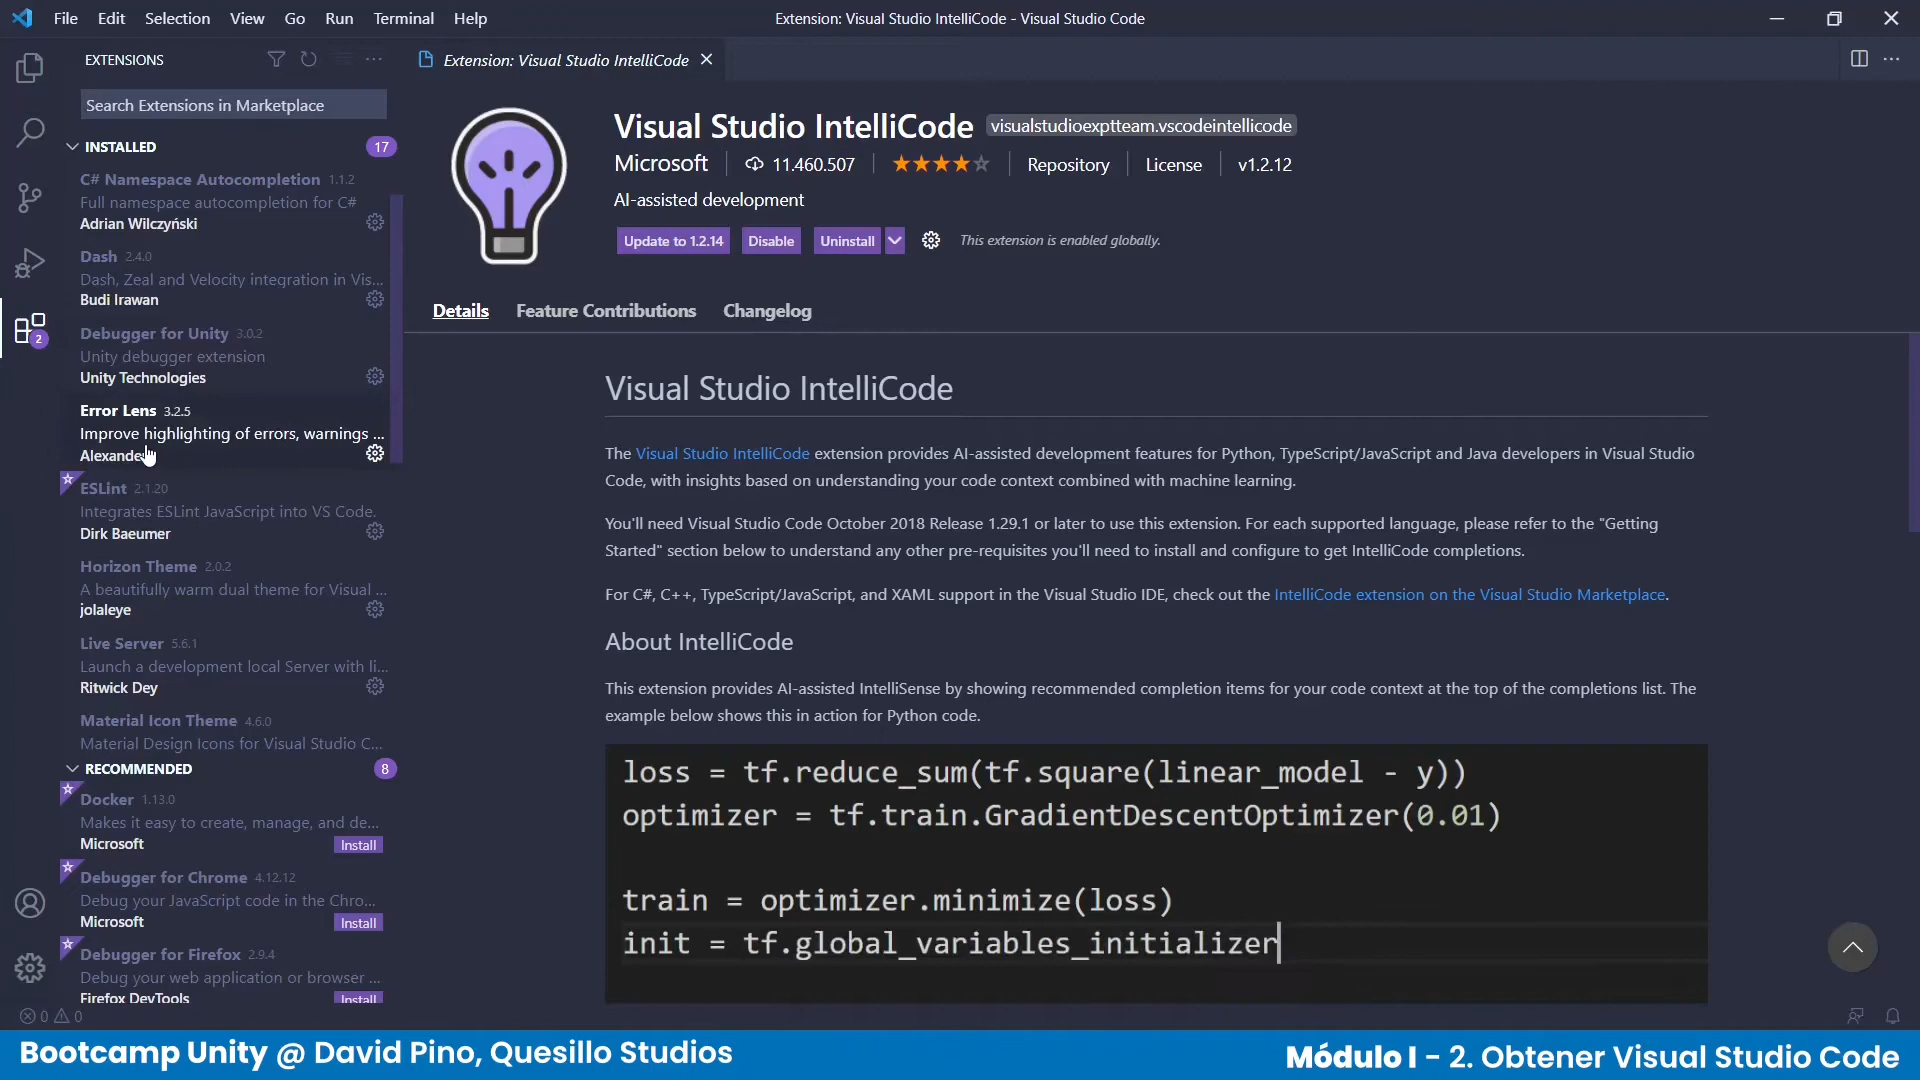 File Edit Selection View Go Run Terminal Help
Extension: Visual Studio IntelliCode - Visual Studio Code
EXTENSIONS
Extension: Visual Studio IntelliCode
Search Extensions in Marketplace
INSTALLED 17
C# Namespace Autocompletion 1.1.2
Full namespace autocompletion for C#
Adrian Wilczyński
Dash 2.4.0
Dash, Zeal and Velocity integration in Vis...
Budi Irawan
Debugger for Unity 3.0.2
Unity debugger extension
Unity Technologies
2
Error Lens 3.2.5
Improve highlighting of errors, warnings ...
ESLint 2.1.20
Integrates ESLint JavaScript into VS Code.
Dirk Baeumer
Horizon Theme 2.0.2
A beautifully warm dual theme for Visual ...
jolaleye
Live Server 5.6.1
Launch a development local Server with li...
Ritwick Dey
Material Icon Theme 4.6.0
Material Design Icons for Visual Studio C...
RECOMMENDED 8
Docker 1.13.0
Makes it easy to create, manage, and de...
Microsoft Install
Debugger for Chrome 4.12.12
Debug your JavaScript code in the Chro...
Microsoft Install
Debugger for Firefox 2.9.4
Debug your web application or browser ...
Firefox DevTools Install
0 0
Visual Studio IntelliCode visualstudioexptteam.vscodeintellicode
Microsoft 11.460.507 Repository License v1.2.12
AI-assisted development
Update to 1.2.14 Disable Uninstall This extension is enabled globally.
Details Feature Contributions Changelog
Visual Studio IntelliCode
The Visual Studio IntelliCode extension provides AI-assisted development features for Python, TypeScript/JavaScript and Java developers in Visual Studio
Code, with insights based on understanding your code context combined with machine learning.
You'll need Visual Studio Code October 2018 Release 1.29.1 or later to use this extension. For each supported language, please refer to the "Getting
Started" section below to understand any other pre-requisites you'll need to install and configure to get IntelliCode completions.
For C#, C++, TypeScript/JavaScript, and XAML support in the Visual Studio IDE, check out the IntelliCode extension on the Visual Studio Marketplace.
About IntelliCode
This extension provides AI-assisted IntelliSense by showing recommended completion items for your code context at the top of the completions list. The
example below shows this in action for Python code.
loss = tf.reduce_sum(tf.square(linear_model - y))
optimizer = tf.train.GradientDescentOptimizer(0.01)
train = optimizer.minimize(loss)
init = tf.global_variables_initializer
Bootcamp Unity @ David Pino, Quesillo Studios
Módulo I - 2. Obtener Visual Studio Code